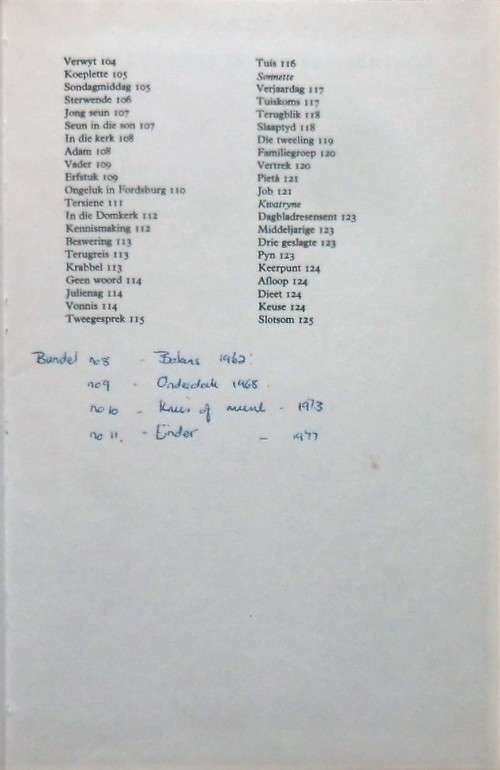 Verwyt 104
Koeplette 105
Sondagmiddag 105
Sterwende 106
Jong seun 107
Seun in die son 107
In die kerk 108
Adam 108
Vader 109
Erfstuk 109
Ongeluk in Fordsburg 110
Tersiene 111
In die Domkerk 112
Kennismaking 112
Beswering 113
Terugreis 113
Krabbel 113
Geen woord 114
Julienag 114
Vonnis 114
Tweegesprek 115
Tuis 116
Sonnette
Verjaardag 117
Tuiskoms 117
Terugblik 118
Slaaptyd 118
Die tweeling 119
Familiegroep 120
Vertrek 120
Pietà 121
Job 121
Kwatryne
Dagbladresensent 123
Middeljarige 123
Drie geslagte 123
Pyn 123
Keerpunt 124
Afloop 124
Dieet 124
Keuse 124
Slotsom 125
Bundel no 8 - Balans 1962.
no 9 - Onderdak 1968.
no 10 - Kruis of munt - 1973
no 11. - Einder - 1977